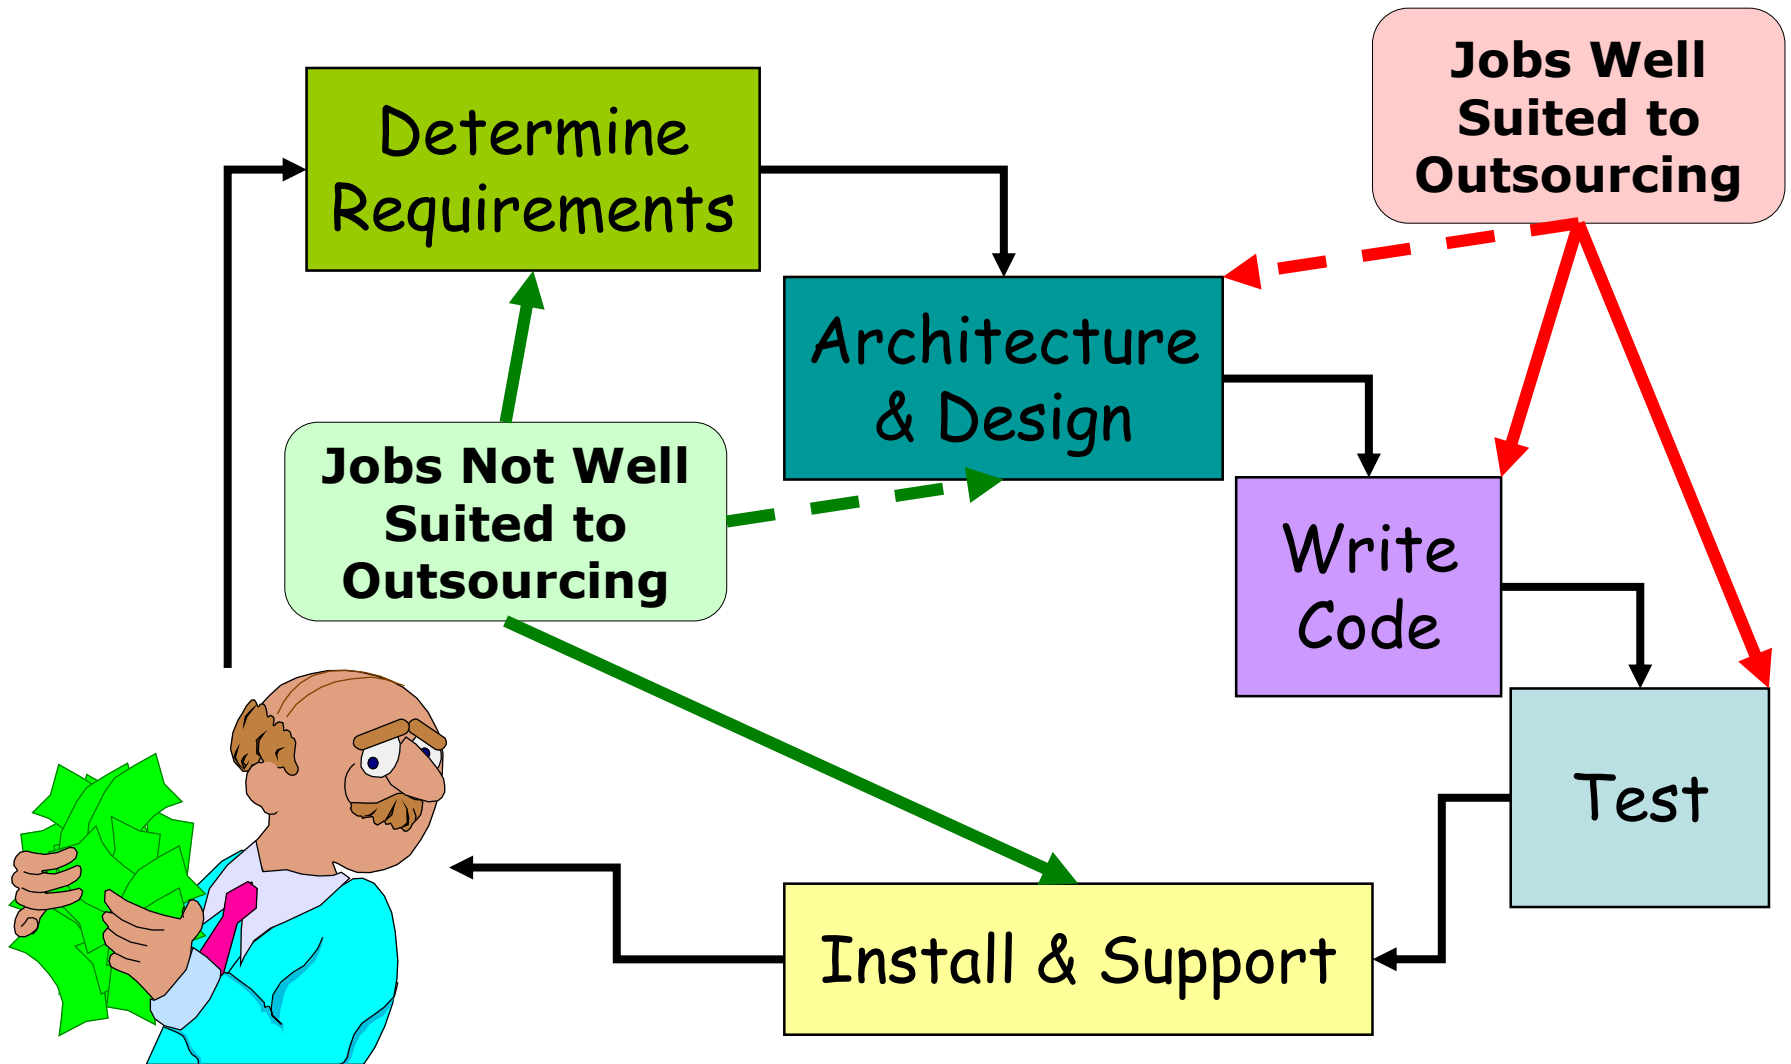 Jobs Well
Suited to
Outsourcing
Determine
Requirements
Architecture
& Design
Jobs Not Well
Suited to
Outsourcing
Write
Code
Test
Install & Support